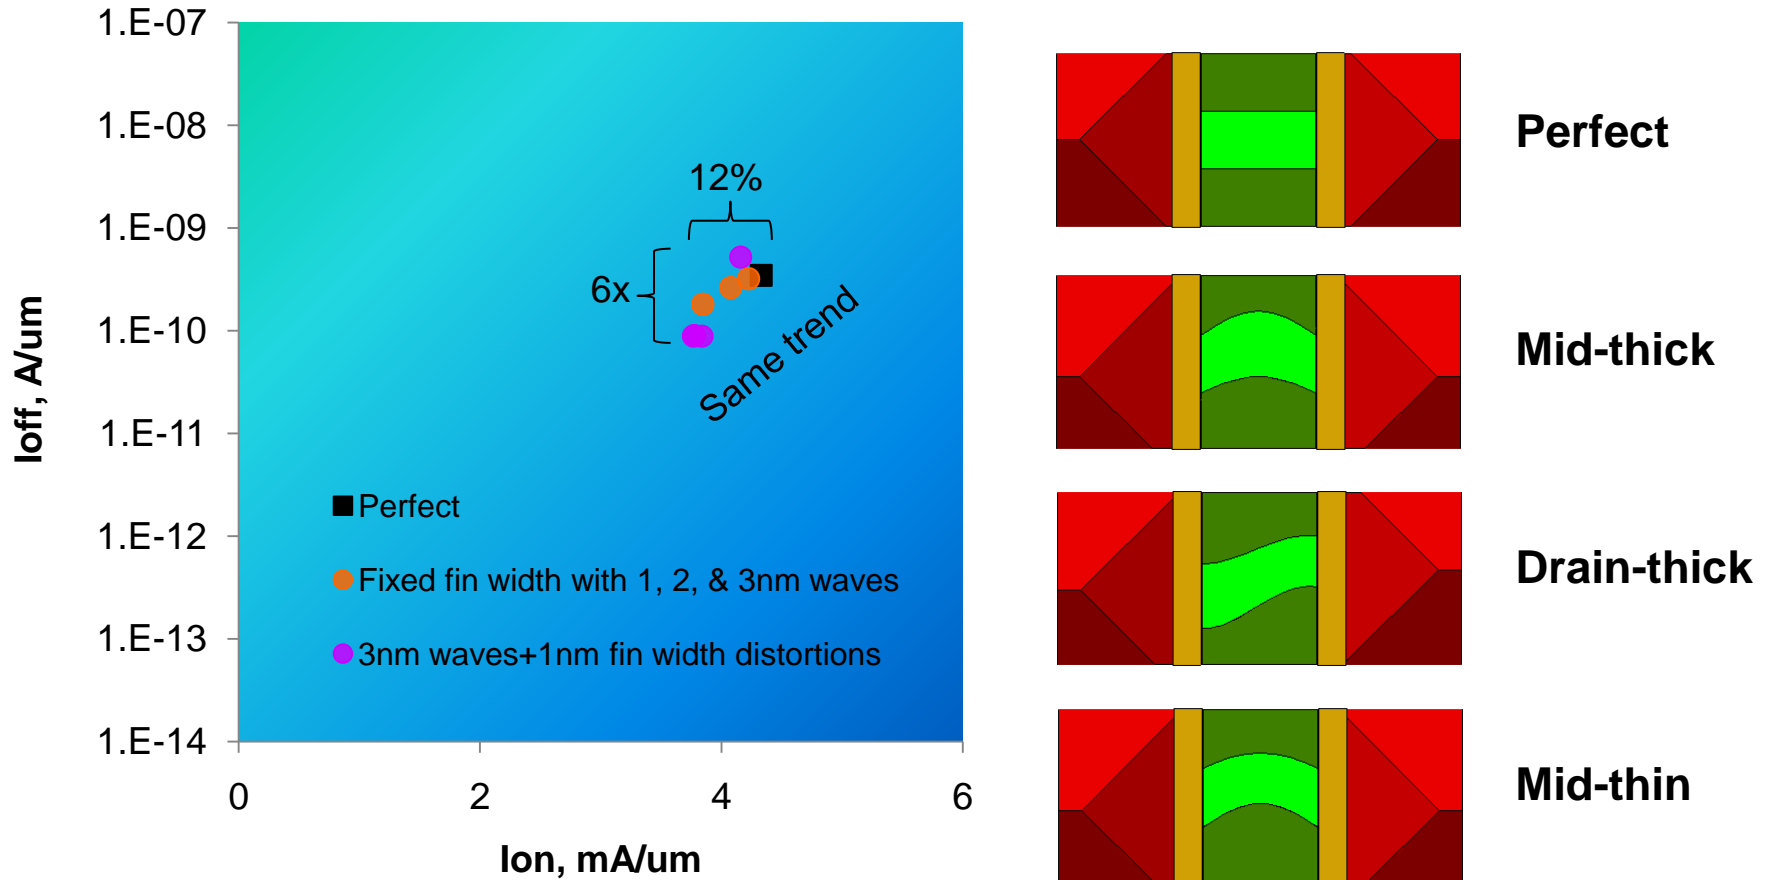 1.E-07
1.E-08
1.E-09
1.E-10
1.E-11
1.E-12
1.E-13
1.E-14
Ioff, A/um
0
2
4
6
Ion, mA/um
12%
6x
Same trend
Perfect
Fixed fin width with 1, 2, & 3nm waves
3nm waves+1nm fin width distortions
Perfect
Mid-thick
Drain-thick
Mid-thin